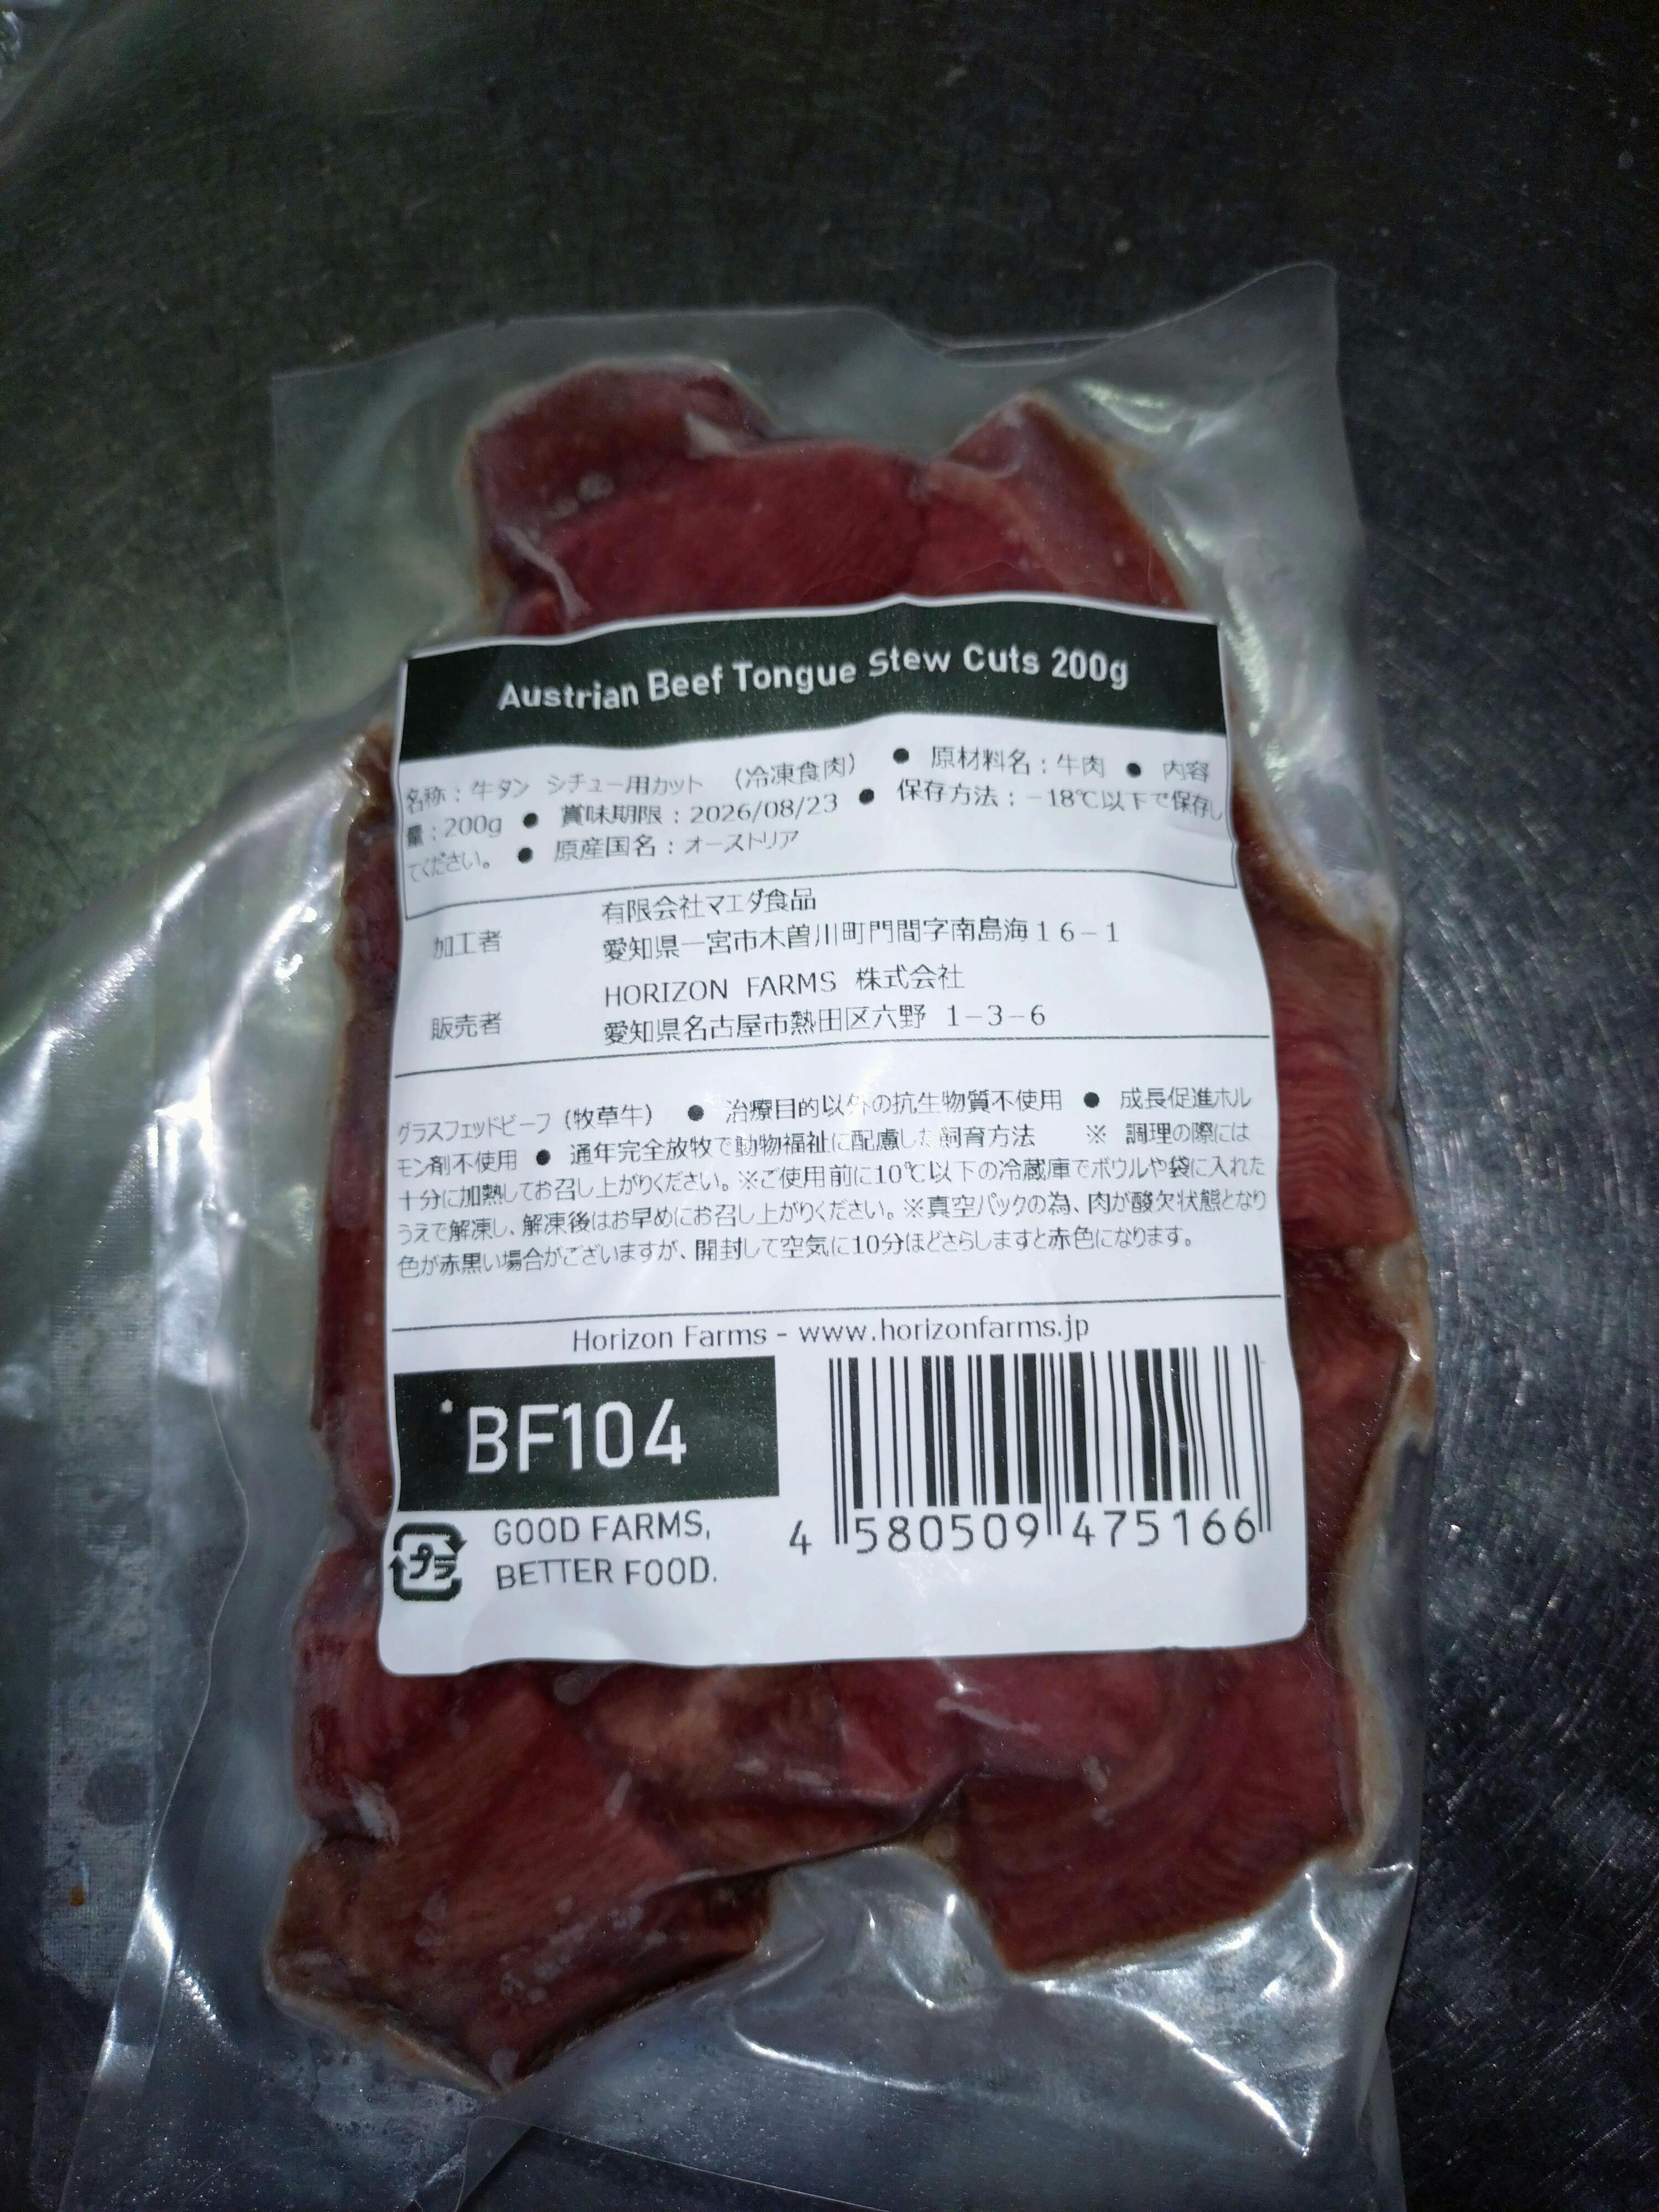 Austrian Beef Tongue Stew Cuts 200g
名称：牛タン シチュー用カット （冷凍食肉） ● 原材料名：牛肉 ● 内容
量：200g ● 賞味期限：2026/08/23 ● 保存方法：－18℃以下で保存し
てください。 ● 原産国名：オーストリア
有限会社マエダ食品
加工者 愛知県一宮市木曽川町門間字南島海１６－１
HORIZON FARMS 株式会社
販売者 愛知県名古屋市熱田区六野 １－３－６
グラスフェッドビーフ（牧草牛） ● 治療目的以外の抗生物質不使用 ● 成長促進ホル
モン剤不使用 ● 通年完全放牧で動物福祉に配慮した飼育方法 ※ 調理の際には
十分に加熱してお召し上がりください。※ご使用前に10℃以下の冷蔵庫でボウルや袋に入れた
うえで解凍し、解凍後はお早めにお召し上がりください。※真空パックの為、肉が酸欠状態となり
色が赤黒い場合がございますが、開封して空気に10分ほどさらしますと赤色になります。
Horizon Farms - www.horizonfarms.jp
BF104
プラ
GOOD FARMS,
BETTER FOOD.
4 580509 475166